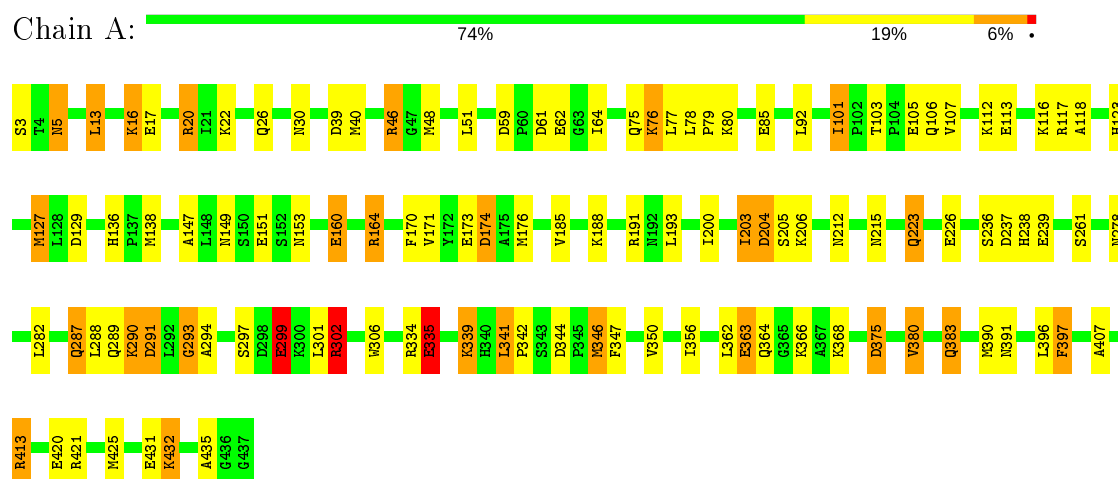 Chain A:
74% 19% 6% •
S3 T4 N5 L13 K16 E17 R20 I21 K22 Q26 N30 D39 M40 R46 G47 M48 L51 D59 P60 D61 E62 G63 I64 Q75 K76 L77 L78 P79 K80 E85 L92 I101 P102 T103 P104 E105 Q106 V107 K112 E113 K116 R117 A118
M127 L128 D129 H136 P137 M138 A147 L148 N149 S150 E151 S152 N153 E160 R164 F170 V171 Y172 E173 D174 A175 M176 V185 K188 R191 N192 L193 I200 I203 D204 S205 K206 N212 N215 Q223 E226 S236 D237 H238 E239 S261
L282 Q287 L288 Q289 K290 D291 L292 G293 A294 S297 D298 E299 K300 L301 R302 W306 R334 E335 K339 H340 L341 P342 S343 D344 P345 M346 F347 V350 I356 L362 E363 Q364 G365 K366 A367 K368 D375 V380 Q383 M390 N391 L396 F397 A407
R413 E420 R421 M425 E431 K432 A435 G436 G437